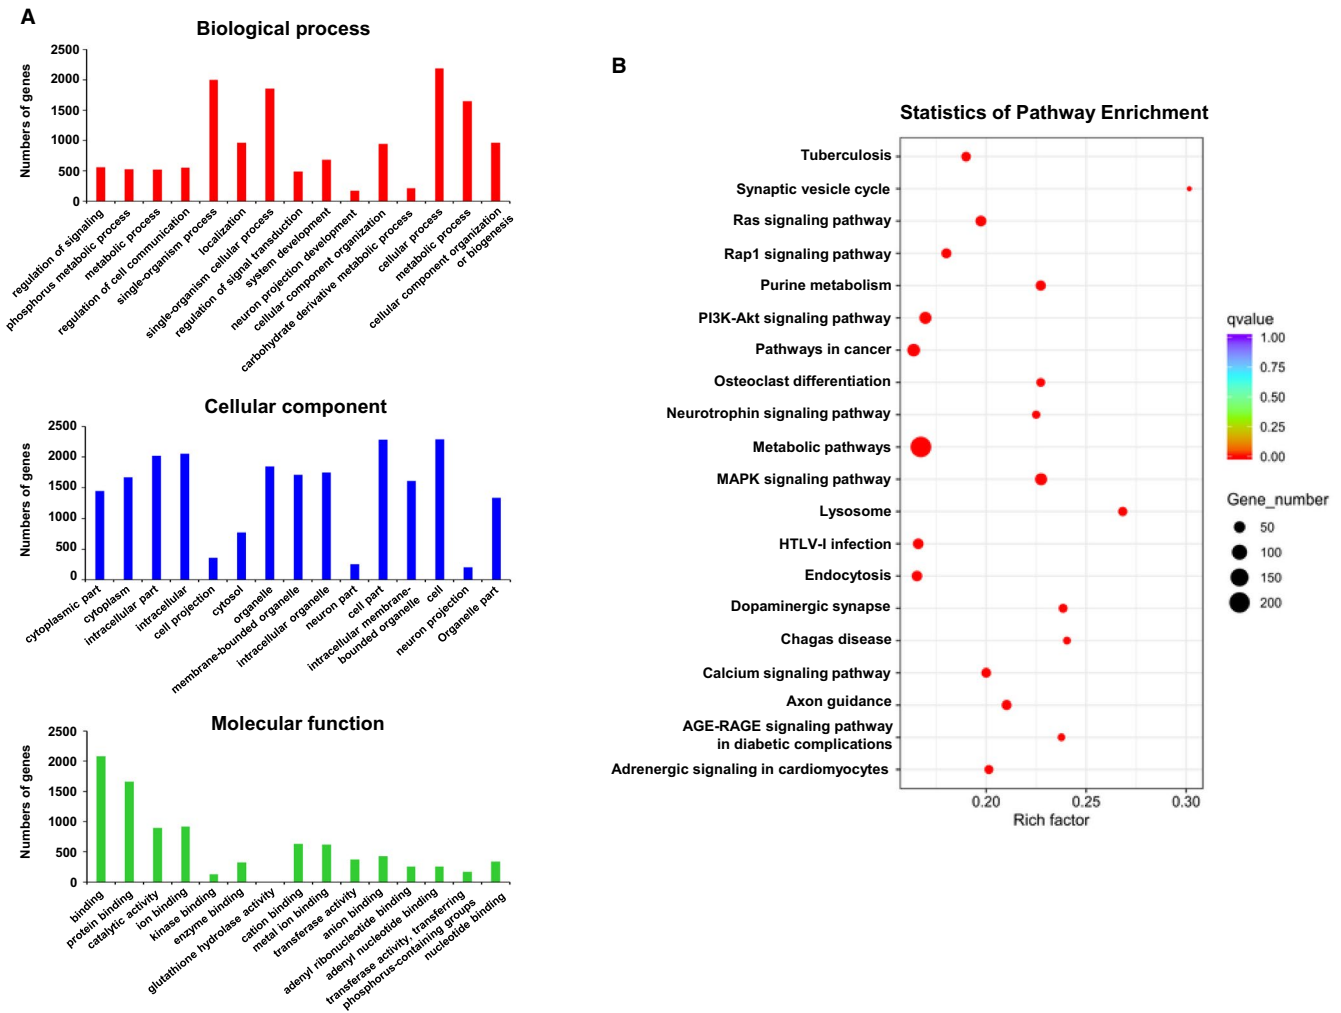 A
Biological process
Numbers of genes
2500
2000
1500
1000
500
0
regulation of signaling
phosphorus metabolic process
metabolic process
regulation of cell communication
single-organism process
localization
single-organism cellular process
regulation of signal transduction
system development
neuron projection development
cellular component organization
carbohydrate derivative metabolic process
cellular process
metabolic process
cellular component organization
or biogenesis
Cellular component
Numbers of genes
2500
2000
1500
1000
500
0
cytoplasmic part
cytoplasm
intracellular part
intracellular
cell projection
cytosol
organelle
membrane-bounded organelle
intracellular organelle
neuron part
cell part
intracellular membrane-
bounded organelle
cell
neuron projection
Organelle part
Molecular function
Numbers of genes
2500
2000
1500
1000
500
0
binding
protein binding
catalytic activity
ion binding
kinase binding
enzyme binding
glutathione hydrolase activity
cation binding
metal ion binding
transferase activity
anion binding
adenyl ribonucleotide binding
adenyl nucleotide binding
transferase activity, transferring
phosphorus-containing groups
nucleotide binding
B
Statistics of Pathway Enrichment
Tuberculosis
Synaptic vesicle cycle
Ras signaling pathway
Rap1 signaling pathway
Purine metabolism
PI3K-Akt signaling pathway
Pathways in cancer
Osteoclast differentiation
Neurotrophin signaling pathway
Metabolic pathways
MAPK signaling pathway
Lysosome
HTLV-I infection
Endocytosis
Dopaminergic synapse
Chagas disease
Calcium signaling pathway
Axon guidance
AGE-RAGE signaling pathway
in diabetic complications
Adrenergic signaling in cardiomyocytes
0.20
0.25
0.30
Rich factor
qvalue
1.00
0.75
0.50
0.25
0.00
Gene_number
50
100
150
200